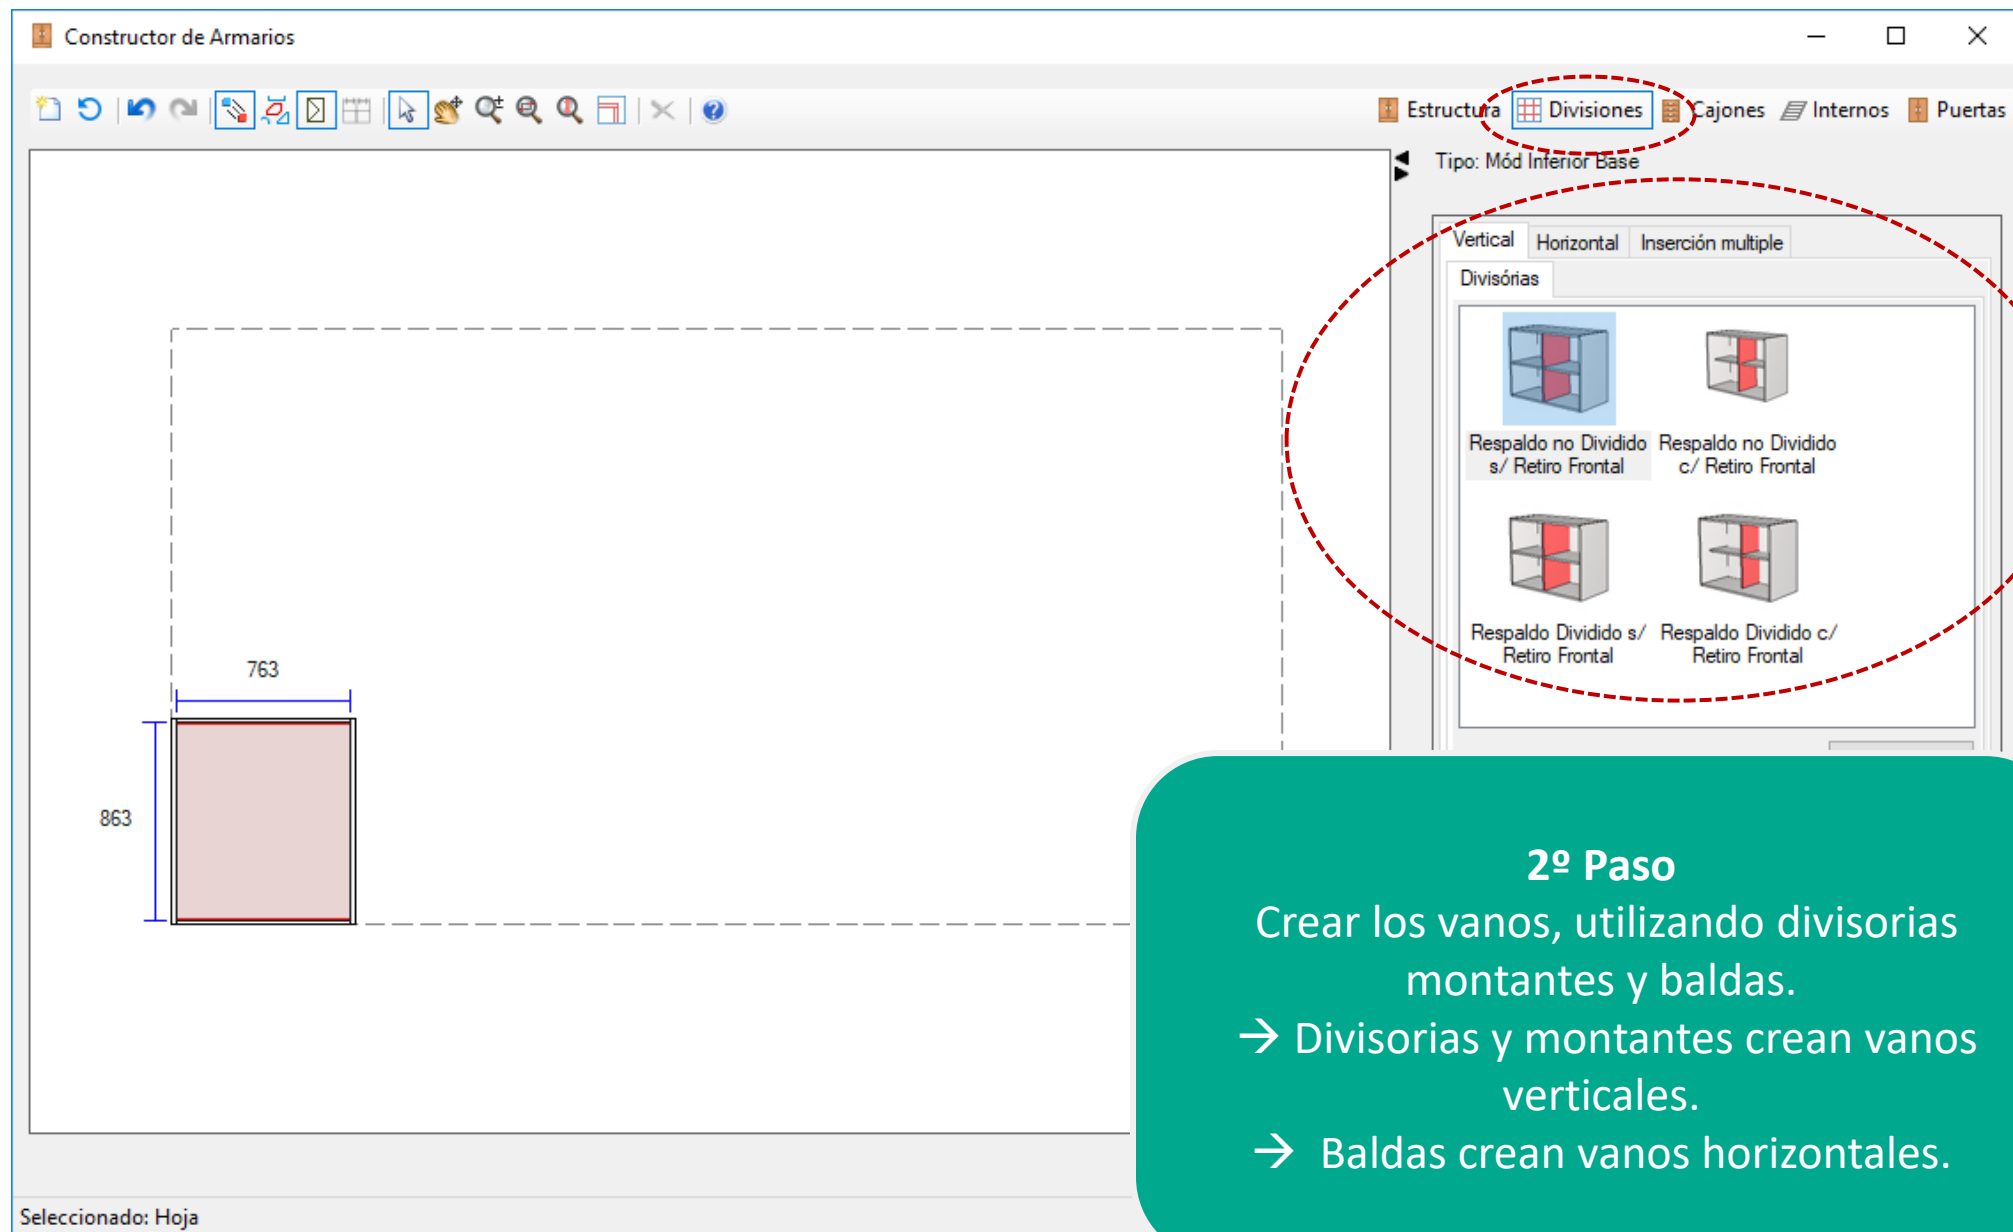 Constructor de Armarios
Estructura Divisiones Cajones Internos Puertas
Tipo: Mód Inferior Base
Vertical Horizontal Inserción multiple
Divisórias
Respaldo no Dividido s/ Retiro Frontal
Respaldo no Dividido c/ Retiro Frontal
Respaldo Dividido s/ Retiro Frontal
Respaldo Dividido c/ Retiro Frontal
763
863
2º Paso
Crear los vanos, utilizando divisorias
montantes y baldas.
→ Divisorias y montantes crean vanos
verticales.
→ Baldas crean vanos horizontales.
Seleccionado: Hoja